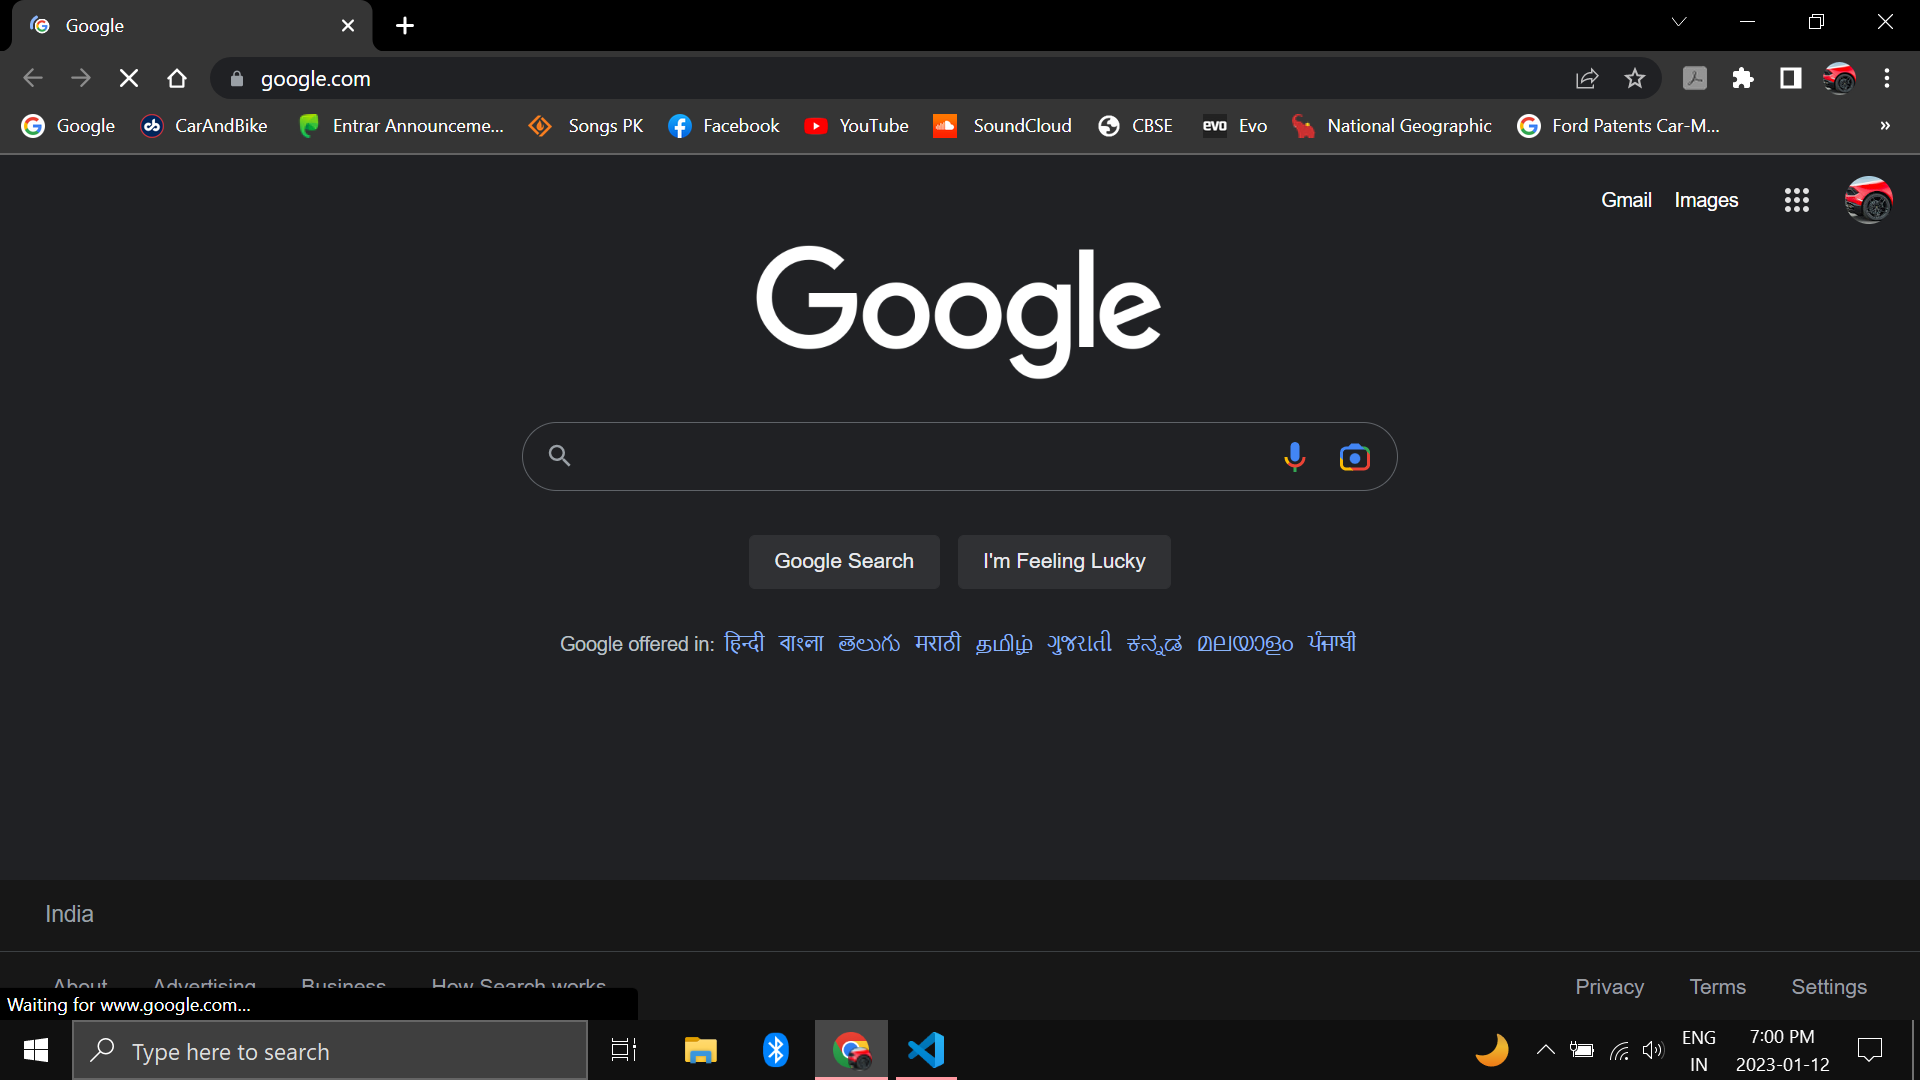 Google
google.com
Google CarAndBike Entrar Announceme... Songs PK Facebook YouTube SoundCloud CBSE evo Evo National Geographic Ford Patents Car-M... »
Gmail Images
Google
Google Search I'm Feeling Lucky
Google offered in: हिन्दी বাংলা తెలుగు मराठी தமிழ் ગુજરાતી ಕನ್ನಡ മലയാളം ਪੰਜਾਬੀ
India
About Advertising Business How Search works Privacy Terms Settings
Waiting for www.google.com...
Type here to search
ENG 7:00 PM
IN 2023-01-12